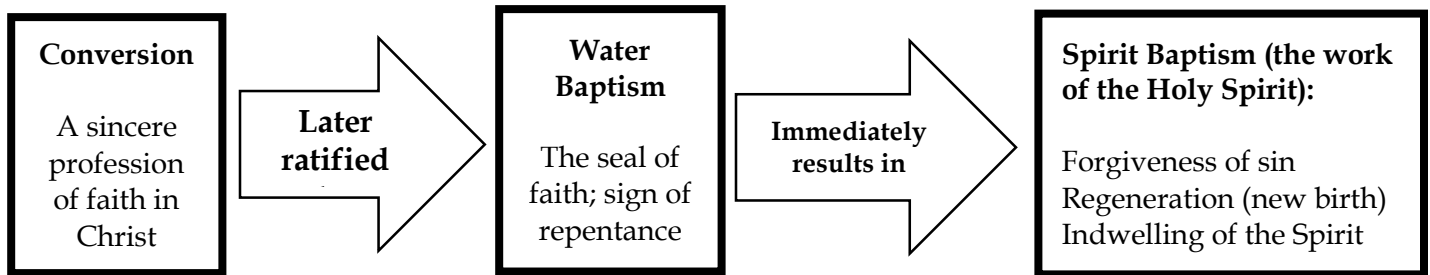 Conversion
A sincere
profession
of faith in
Christ
Later
ratified
Water
Baptism
The seal of
faith; sign of
repentance
Immediately
results in
Spirit Baptism (the work
of the Holy Spirit):
Forgiveness of sin
Regeneration (new birth)
Indwelling of the Spirit